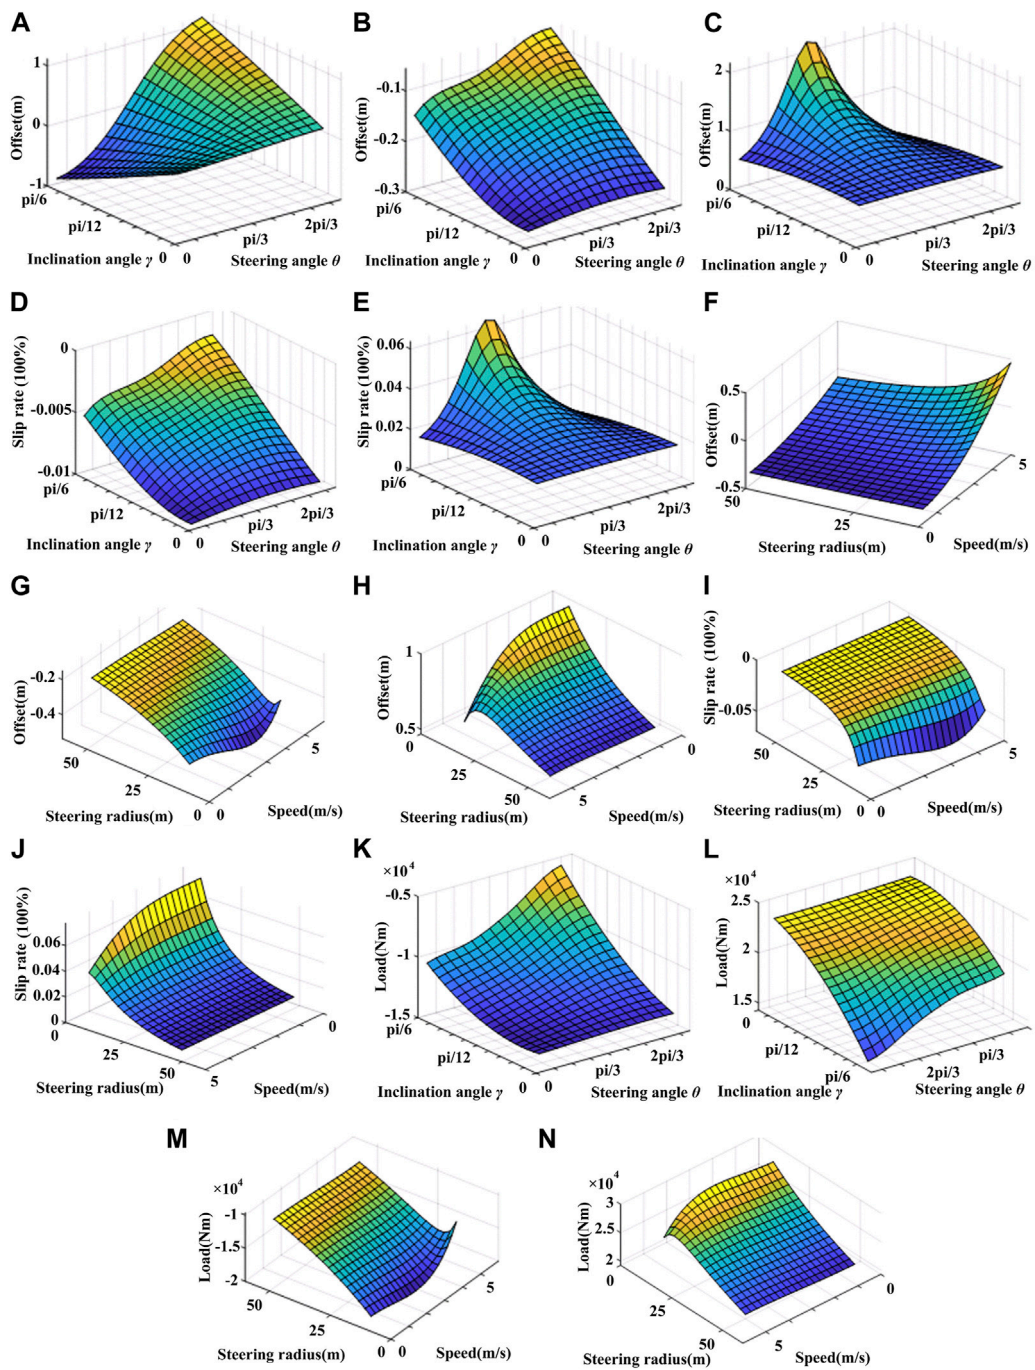 A
Offset(m)
1
0
-1
pi/6
pi/12
0
0
pi/3
2pi/3
Inclination angle γ
Steering angle θ
B
Offset(m)
-0.1
-0.2
-0.3
pi/6
pi/12
0
0
pi/3
2pi/3
Inclination angle γ
Steering angle θ
C
Offset(m)
2
1
0
pi/6
pi/12
0
0
pi/3
2pi/3
Inclination angle γ
Steering angle θ
D
Slip rate (100%)
0
-0.005
-0.01
pi/6
pi/12
0
0
pi/3
2pi/3
Inclination angle γ
Steering angle θ
E
Slip rate (100%)
0.06
0.04
0.02
0
pi/6
pi/12
0
0
pi/3
2pi/3
Inclination angle γ
Steering angle θ
F
Offset(m)
0.5
0
-0.5
50
25
0
5
Steering radius(m)
Speed(m/s)
G
Offset(m)
-0.2
-0.4
50
25
0
0
5
Steering radius(m)
Speed(m/s)
H
Offset(m)
1
0.5
0
25
50
5
0
Steering radius(m)
Speed(m/s)
I
Slip rate (100%)
0
-0.05
50
25
0
0
5
Steering radius(m)
Speed(m/s)
J
Slip rate (100%)
0.06
0.04
0.02
0
0
25
50
5
0
Steering radius(m)
Speed(m/s)
K
×10⁴
Load(Nm)
-0.5
-1
-1.5
pi/6
pi/12
0
0
pi/3
2pi/3
Inclination angle γ
Steering angle θ
L
×10⁴
Load(Nm)
2.5
2
1.5
0
pi/12
pi/6
2pi/3
pi/3
Inclination angle γ
Steering angle θ
M
×10⁴
Load(Nm)
-1
-1.5
-2
50
25
0
0
5
Steering radius(m)
Speed(m/s)
N
×10⁴
Load(Nm)
3
2.5
2
0
25
50
5
0
Steering radius(m)
Speed(m/s)